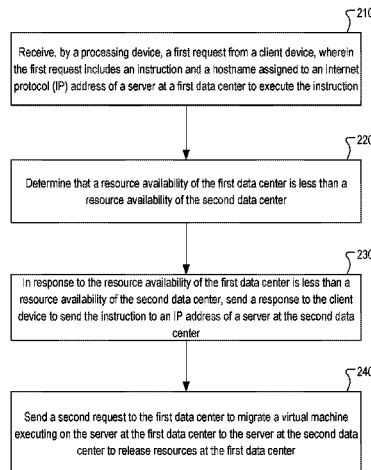 210
Receive, by a processing device, a first request from a client device, wherein
the first request includes an instruction and a hostname assigned to an internet
protocol (IP) address of a server at a first data center to execute the instruction
220
Determine that a resource availability of the first data center is less than a
resource availability of the second data center
230
In response to the resource availability of the first data center is less than a
resource availability of the second data center, send a response to the client
device to send the instruction to an IP address of a server at the second data
center
240
Send a second request to the first data center to migrate a virtual machine
executing on the server at the first data center to the server at the second data
center to release resources at the first data center